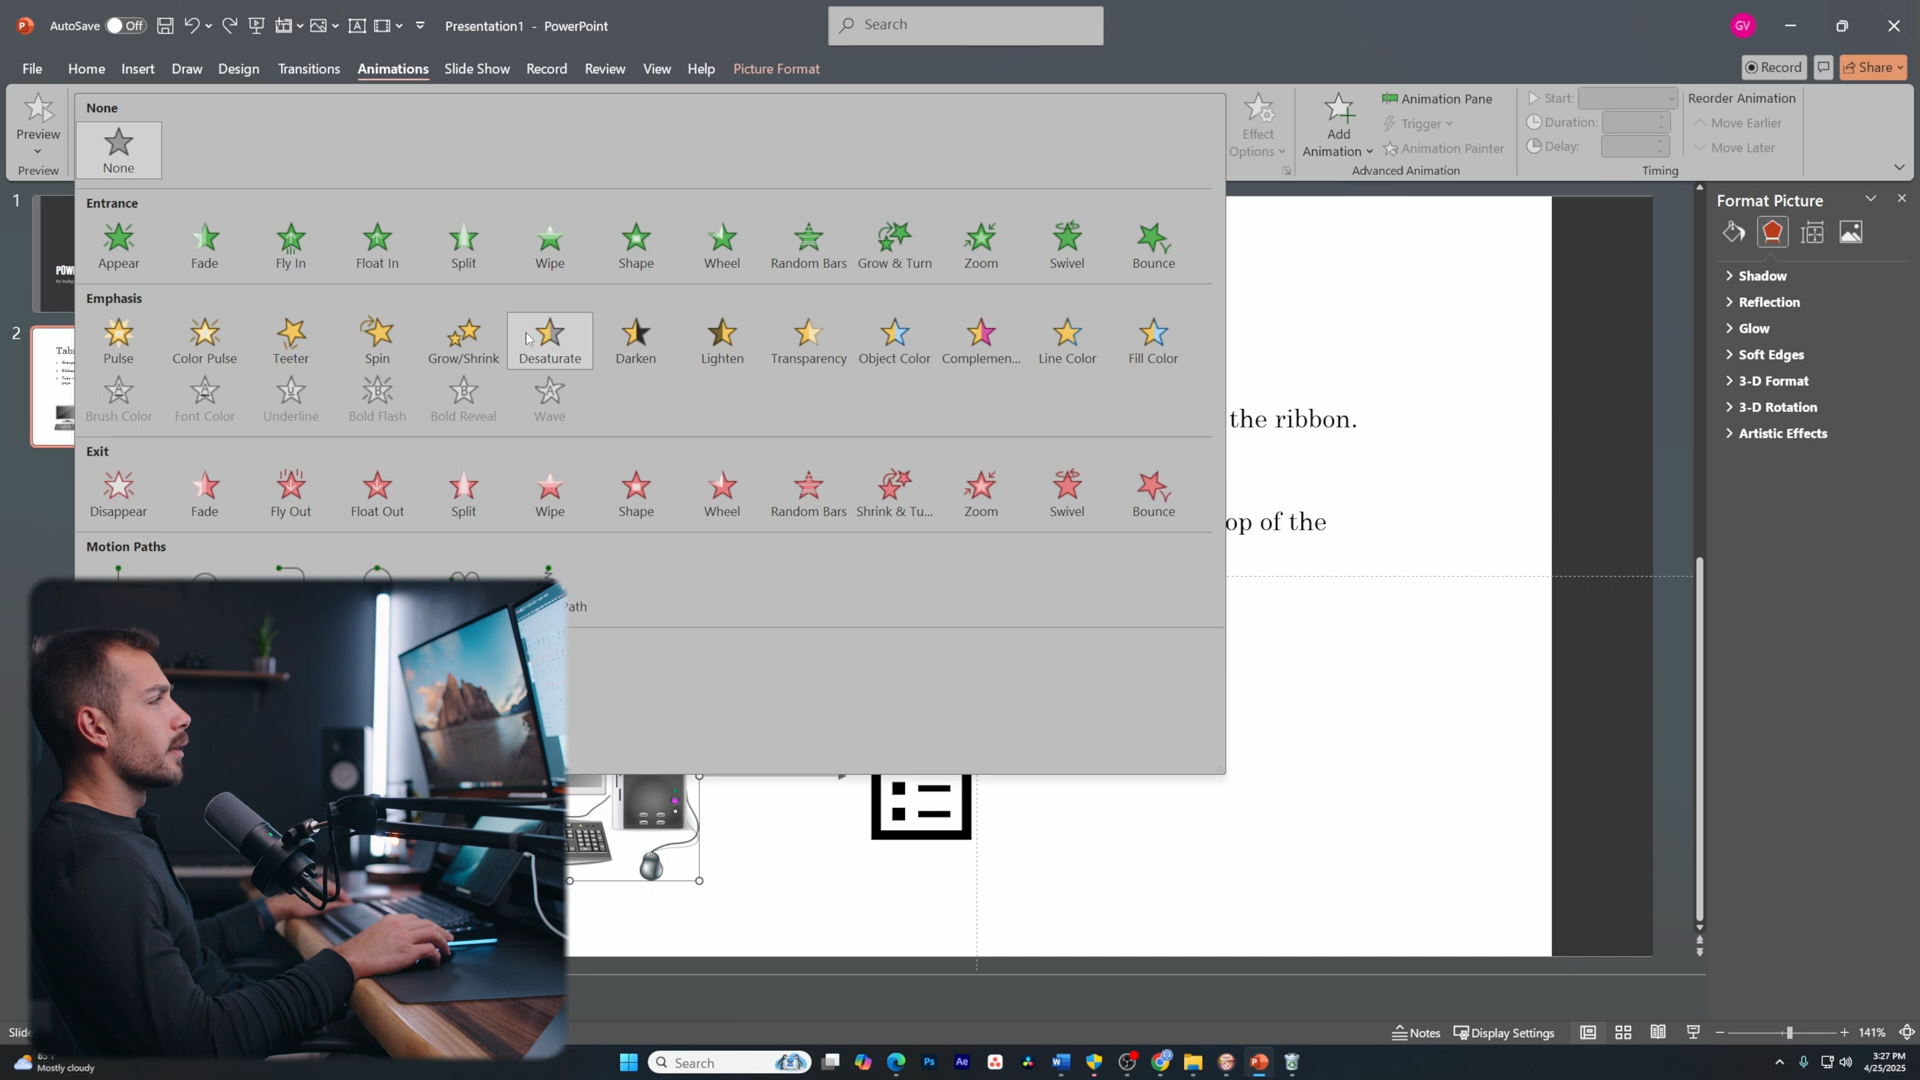 AutoSave Off Presentation1 - PowerPoint Search GV
File Home Insert Draw Design Transitions Animations Slide Show Record Review View Help Picture Format Record Share
Preview
Preview
None
None
Entrance
Appear Fade Fly In Float In Split Wipe Shape Wheel Random Bars Grow & Turn Zoom Swivel Bounce
Emphasis
Pulse Color Pulse Teeter Spin Grow/Shrink Desaturate Darken Lighten Transparency Object Color Complemen... Line Color Fill Color
Brush Color Font Color Underline Bold Flash Bold Reveal Wave
Exit
Disappear Fade Fly Out Float Out Split Wipe Shape Wheel Random Bars Shrink & Tu... Zoom Swivel Bounce
Motion Paths
Path
Effect
Options
Add
Animation
Animation Pane
Trigger
Animation Painter
Advanced Animation
Start:
Duration:
Delay:
Timing
Reorder Animation
Move Earlier
Move Later
1
2
the ribbon.
op of the
Format Picture
Shadow
Reflection
Glow
Soft Edges
3-D Format
3-D Rotation
Artistic Effects
Slide
Notes Display Settings 141%
Mostly cloudy
Search
Ps Ae
3:27 PM
4/25/2025